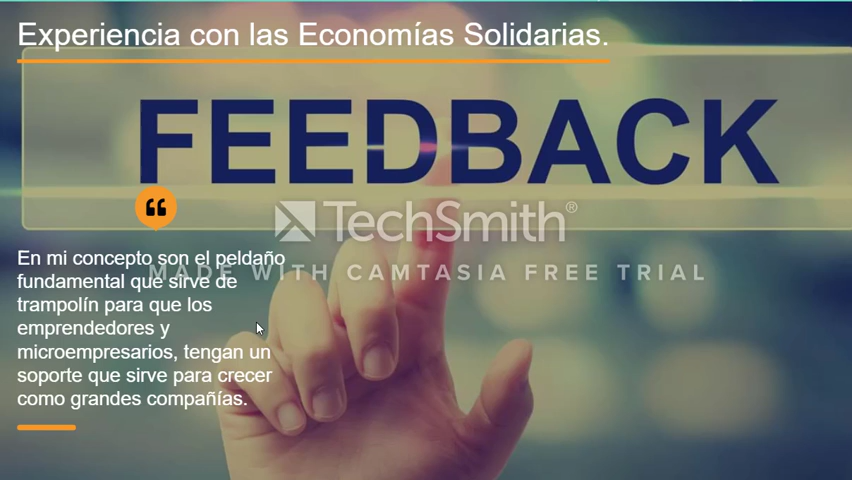 Experiencia con las Economías Solidarias.
FEEDBACK
TechSmith®
MADE WITH CAMTASIA FREE TRIAL
En mi concepto son el peldaño
fundamental que sirve de
trampolín para que los
emprendedores y
microempresarios, tengan un
soporte que sirve para crecer
como grandes compañías.